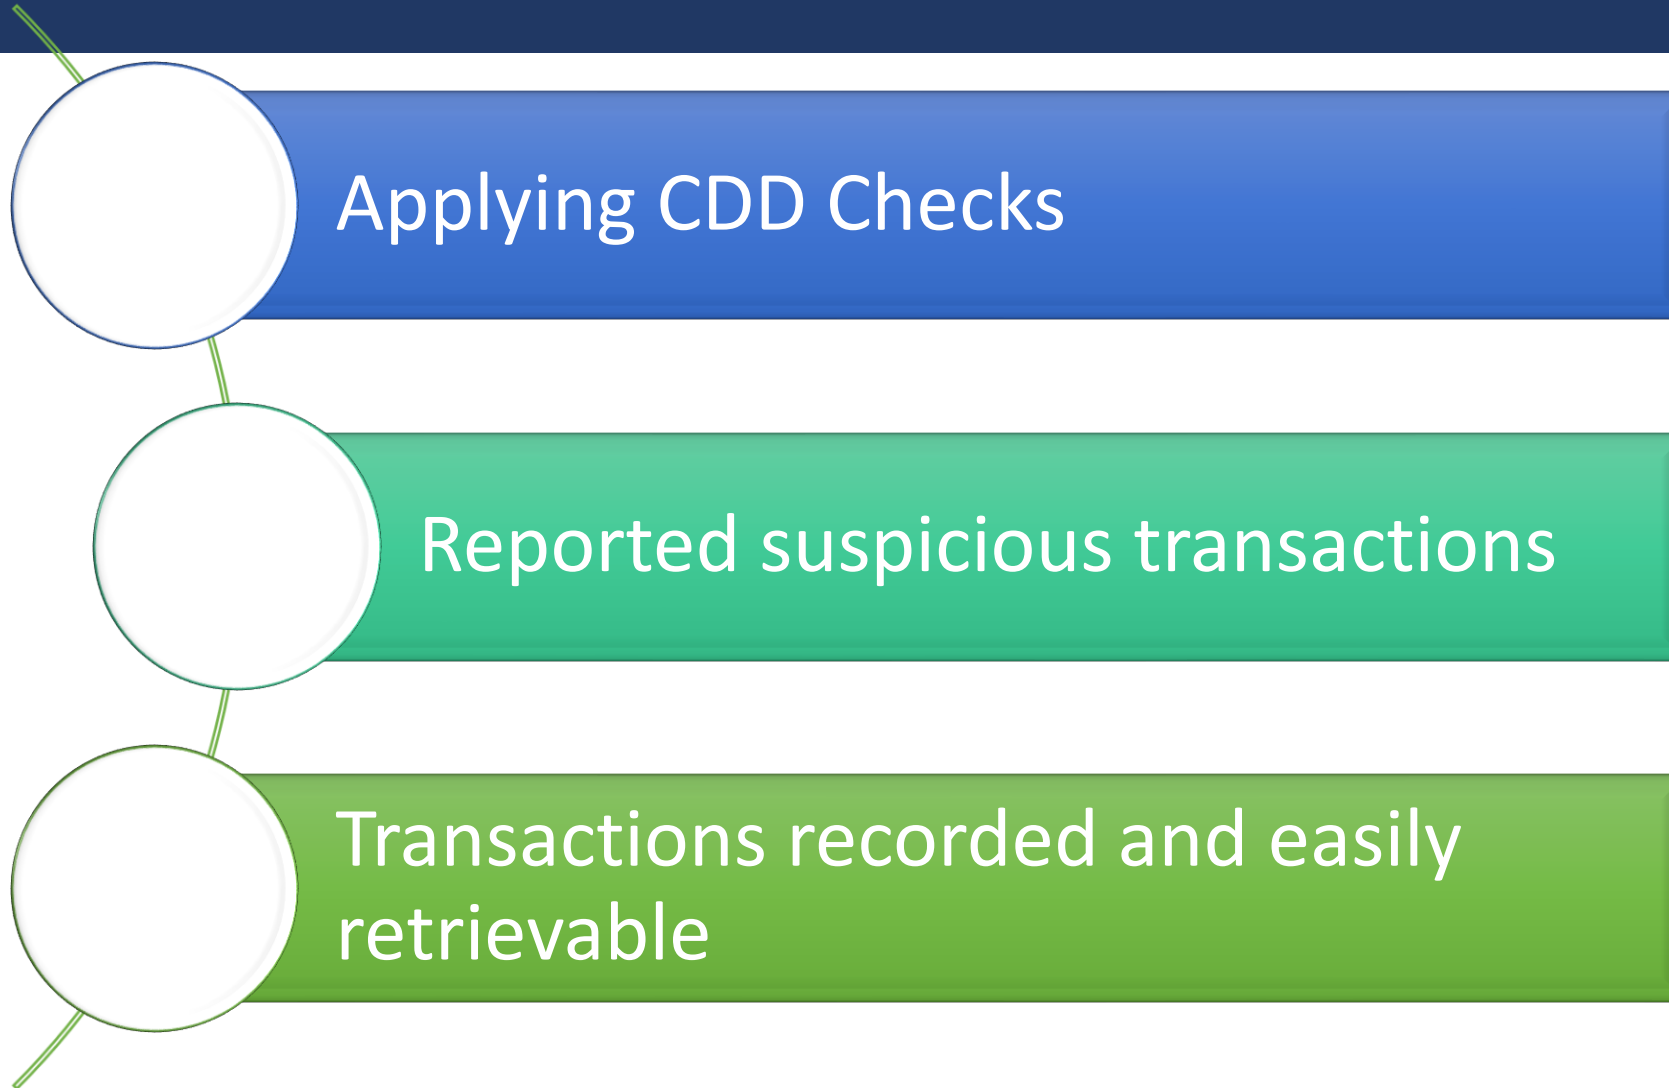 Applying CDD Checks
Reported suspicious transactions
Transactions recorded and easily
retrievable